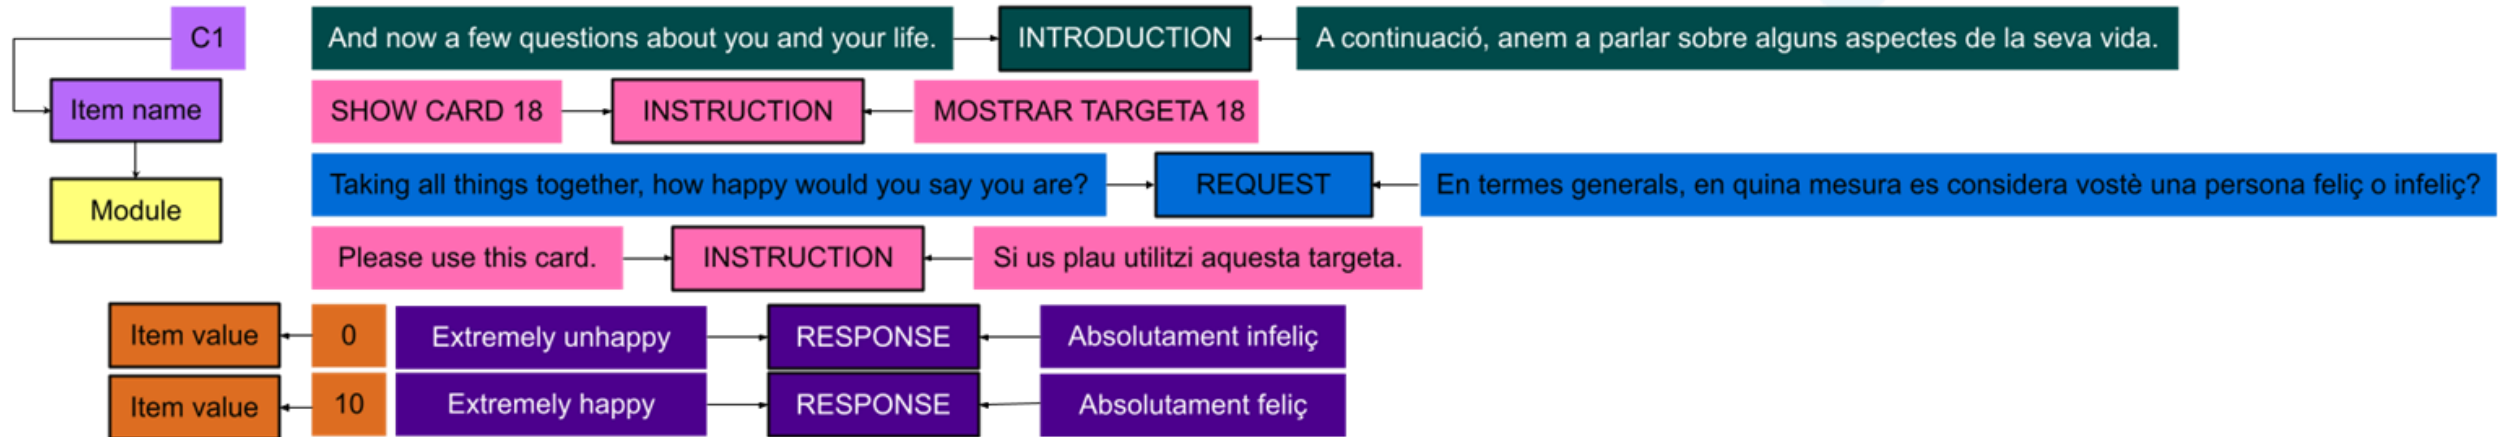 C1 And now a few questions about you and your life. INTRODUCTION A continuació, anem a parlar sobre alguns aspectes de la seva vida.
Item name SHOW CARD 18 INSTRUCTION MOSTRAR TARGETA 18
Taking all things together, how happy would you say you are? REQUEST En termes generals, en quina mesura es considera vostè una persona feliç o infeliç?
Module
Please use this card. INSTRUCTION Si us plau utilitzi aquesta targeta.
Item value 0 Extremely unhappy RESPONSE Absolutament infeliç
Item value 10 Extremely happy RESPONSE Absolutament feliç